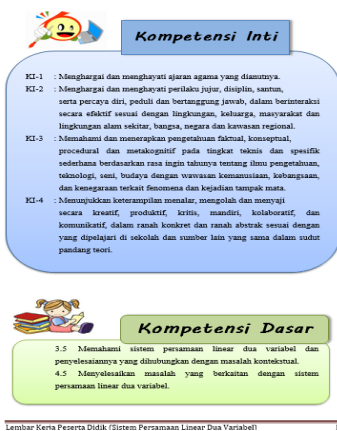 Kompetensi Inti
KI-1 : Menghargai dan menghayati ajaran agama yang dianutnya.
KI-2 : Menghargai dan menghayati perilaku jujur, disiplin, santun,
serta percaya diri, peduli dan bertanggung jawab, dalam berinteraksi
secara efektif sesuai dengan lingkungan, keluarga, masyarakat dan
lingkungan alam sekitar, bangsa, negara dan kawasan regional.
KI-3 : Memahami dan menerapkan pengetahuan faktual, konseptual,
procedural dan metakognitif pada tingkat teknis dan spesifik
sederhana berdasarkan rasa ingin tahunya tentang ilmu pengetahuan,
teknologi, seni, budaya dengan wawasan kemanusiaan, kebangsaan,
dan kenegaraan terkait fenomena dan kejadian tampak mata.
KI-4 : Menunjukkan keterampilan menalar, mengolah dan menyaji
secara kreatif, produktif, kritis, mandiri, kolaboratif, dan
komunikatif, dalam ranah konkret dan ranah abstrak sesuai dengan
yang dipelajari di sekolah dan sumber lain yang sama dalam sudut
pandang teori.
Kompetensi Dasar
3.5 Memahami sistem persamaan linear dua variabel dan
penyelesaiannya yang dihubungkan dengan masalah kontekstual.
4.5 Menyelesaikan masalah yang berkaitan dengan sistem
persamaan linear dua variabel.
Lembar Kerja Peserta Didik (Sistem Persamaan Linear Dua Variabel)